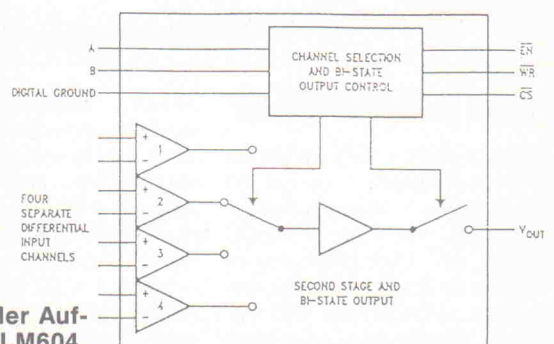 A
B
DIGITAL GROUND
CHANNEL SELECTION
AND BI-STATE
OUTPUT CONTROL
EN
WR
CS
+
-
1
+
-
2
+
-
3
+
-
4
FOUR
SEPARATE
DIFFERENTIAL
INPUT
CHANNELS
VOUT
SECOND STAGE AND
BI-STATE OUTPUT
der Auf-
LM604